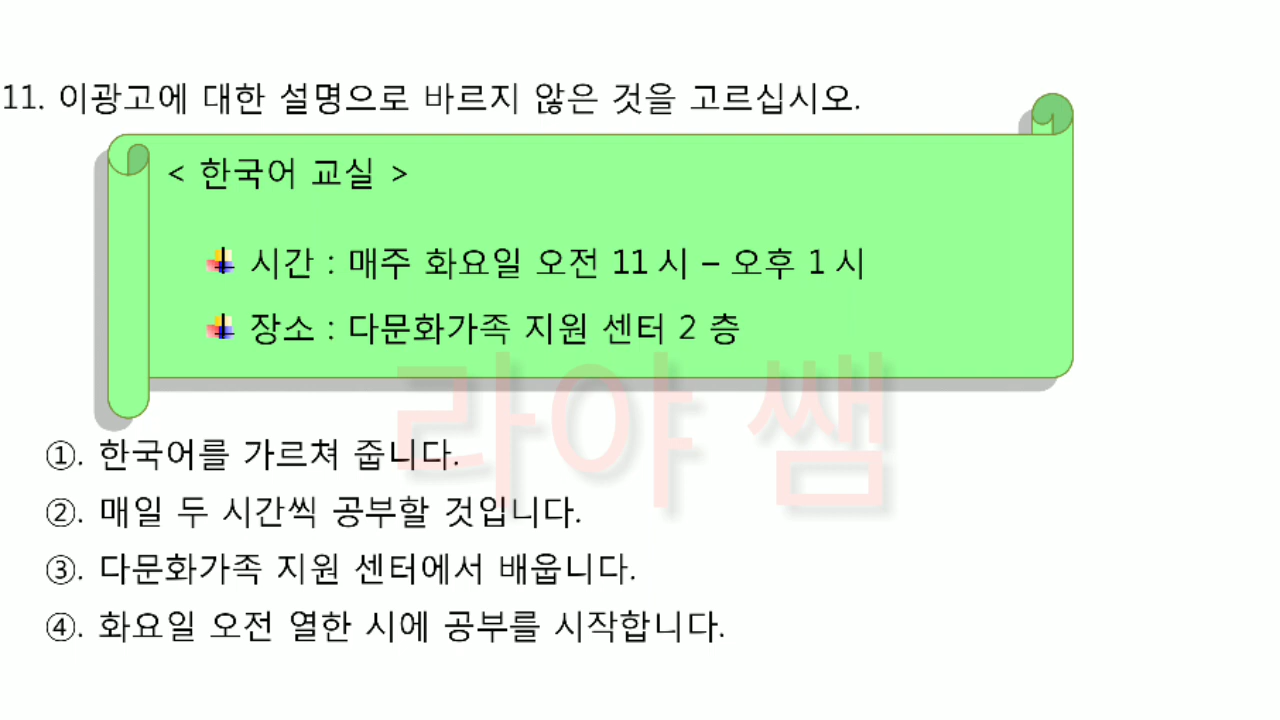 11. 이광고에 대한 설명으로 바르지 않은 것을 고르십시오.
< 한국어 교실 >
시간 : 매주 화요일 오전 11 시 – 오후 1 시
장소 : 다문화가족 지원 센터 2 층
라야 쌤
①. 한국어를 가르쳐 줍니다.
②. 매일 두 시간씩 공부할 것입니다.
③. 다문화가족 지원 센터에서 배웁니다.
④. 화요일 오전 열한 시에 공부를 시작합니다.